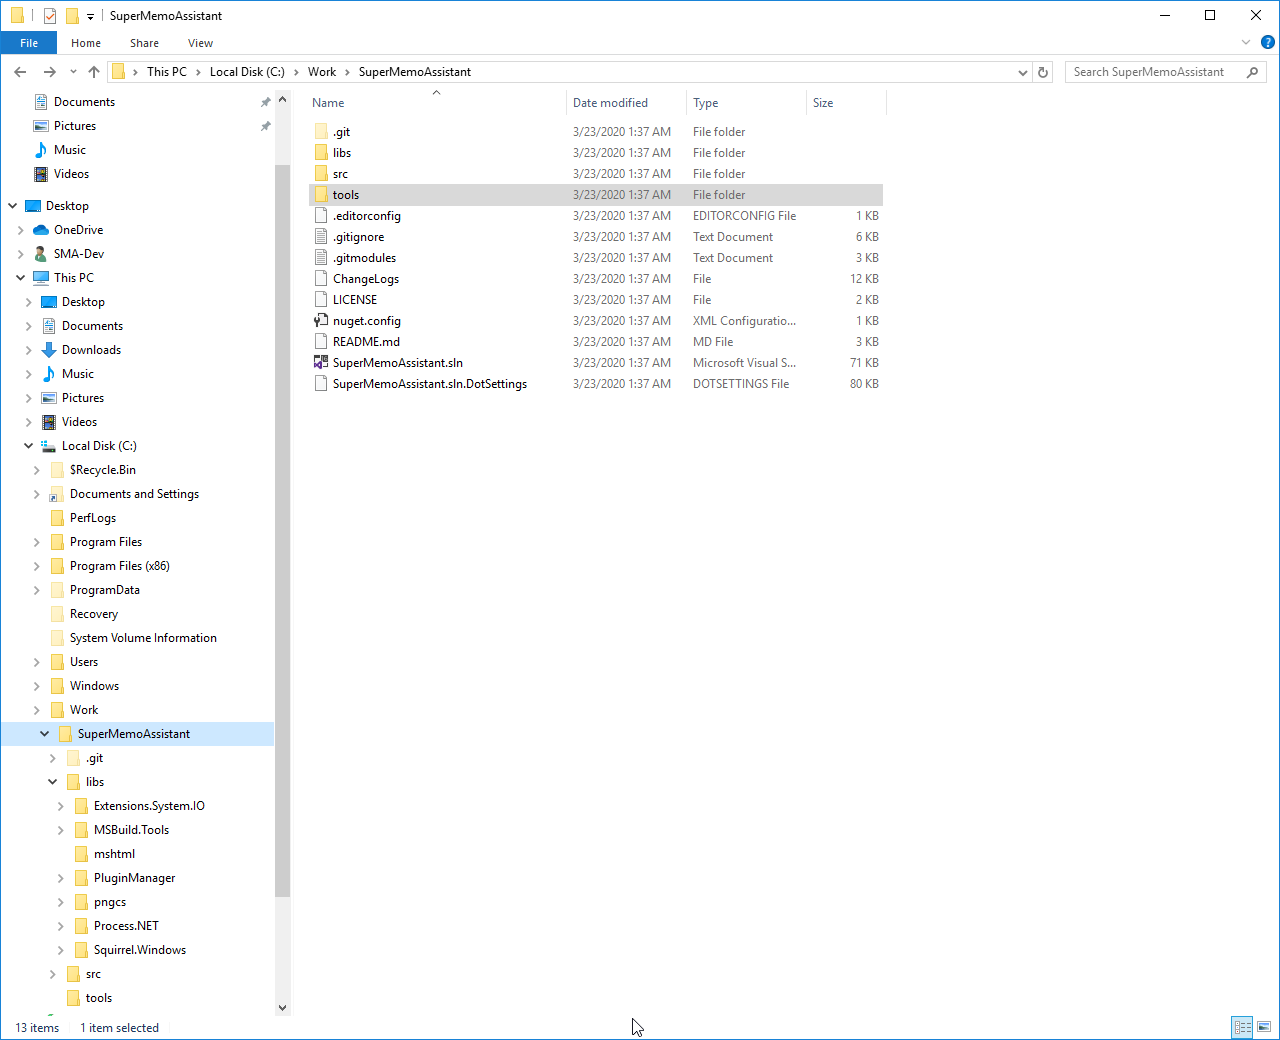 SuperMemoAssistant
File Home Share View
This PC Local Disk (C:) Work SuperMemoAssistant
Search SuperMemoAssistant
Documents
Pictures
Music
Videos
Desktop
OneDrive
SMA-Dev
This PC
Desktop
Documents
Downloads
Music
Pictures
Videos
Local Disk (C:)
$Recycle.Bin
Documents and Settings
PerfLogs
Program Files
Program Files (x86)
ProgramData
Recovery
System Volume Information
Users
Windows
Work
SuperMemoAssistant
.git
libs
Extensions.System.IO
MSBuild.Tools
mshtml
PluginManager
pngcs
Process.NET
Squirrel.Windows
src
tools
Name Date modified Type Size
.git 3/23/2020 1:37 AM File folder
libs 3/23/2020 1:37 AM File folder
src 3/23/2020 1:37 AM File folder
tools 3/23/2020 1:37 AM File folder
.editorconfig 3/23/2020 1:37 AM EDITORCONFIG File 1 KB
.gitignore 3/23/2020 1:37 AM Text Document 6 KB
.gitmodules 3/23/2020 1:37 AM Text Document 3 KB
ChangeLogs 3/23/2020 1:37 AM File 12 KB
LICENSE 3/23/2020 1:37 AM File 2 KB
nuget.config 3/23/2020 1:37 AM XML Configuratio... 1 KB
README.md 3/23/2020 1:37 AM MD File 3 KB
SuperMemoAssistant.sln 3/23/2020 1:37 AM Microsoft Visual S... 71 KB
SuperMemoAssistant.sln.DotSettings 3/23/2020 1:37 AM DOTSETTINGS File 80 KB
13 items 1 item selected